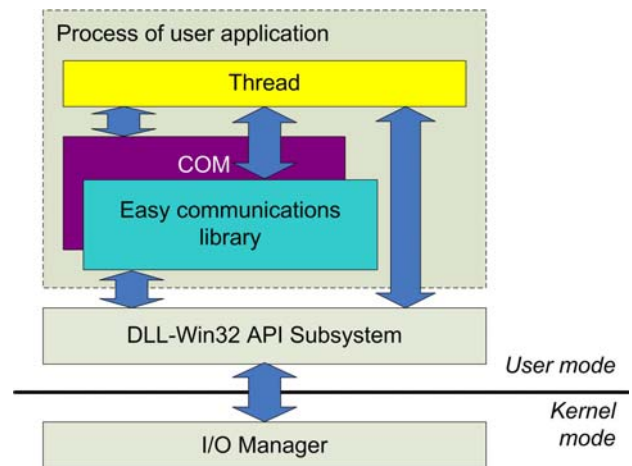 Process of user application
Thread
COM
Easy communications
library
DLL-Win32 API Subsystem
User mode
Kernel
mode
I/O Manager